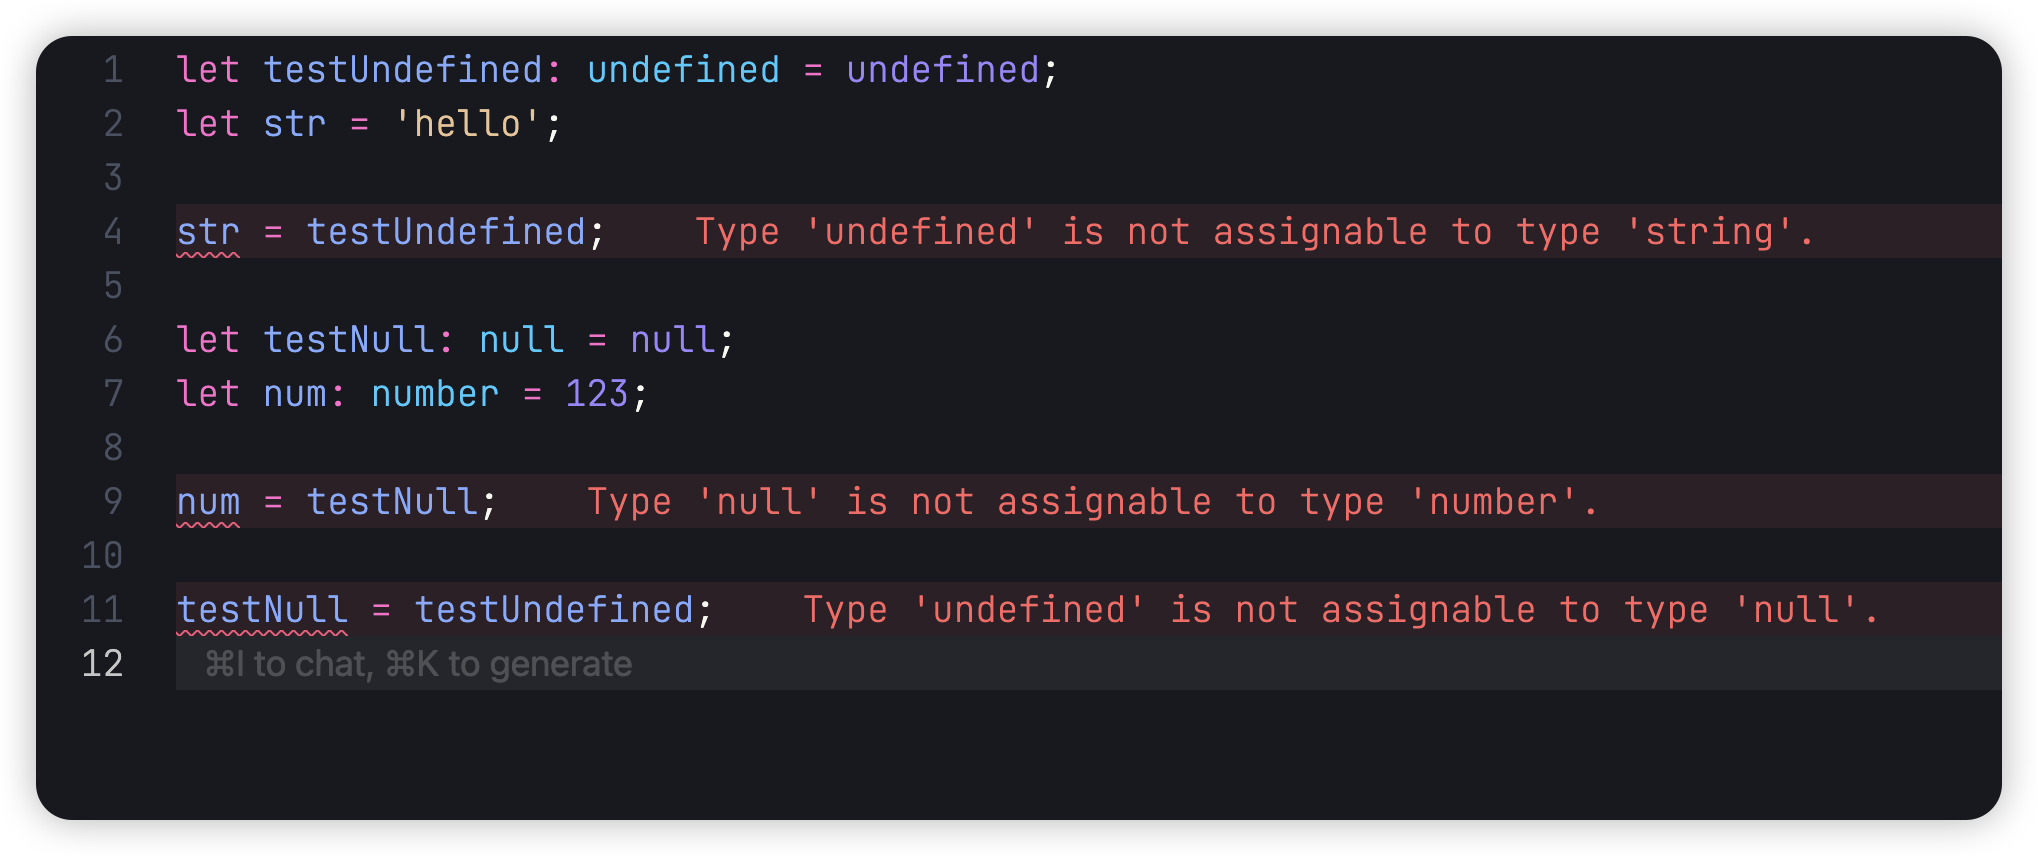 1 let testUndefined: undefined = undefined;
2 let str = 'hello';
3
4 str = testUndefined; Type 'undefined' is not assignable to type 'string'.
5
6 let testNull: null = null;
7 let num: number = 123;
8
9 num = testNull; Type 'null' is not assignable to type 'number'.
10
11 testNull = testUndefined; Type 'undefined' is not assignable to type 'null'.
12 ⌘I to chat, ⌘K to generate